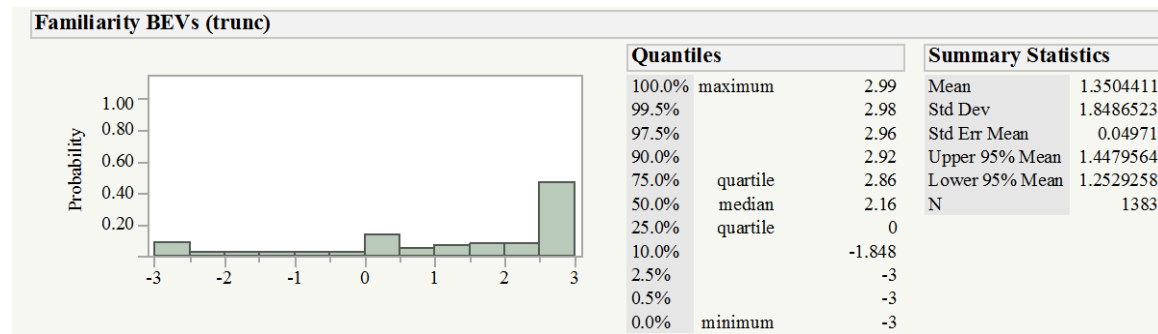 Familiarity BEVs (trunc)
Probability
1.00
0.80
0.60
0.40
0.20
-3 -2 -1 0 1 2 3
Quantiles
100.0% maximum 2.99
99.5% 2.98
97.5% 2.96
90.0% 2.92
75.0% quartile 2.86
50.0% median 2.16
25.0% quartile 0
10.0% -1.848
2.5% -3
0.5% -3
0.0% minimum -3
Summary Statistics
Mean 1.3504411
Std Dev 1.8486523
Std Err Mean 0.04971
Upper 95% Mean 1.4479564
Lower 95% Mean 1.2529258
N 1383